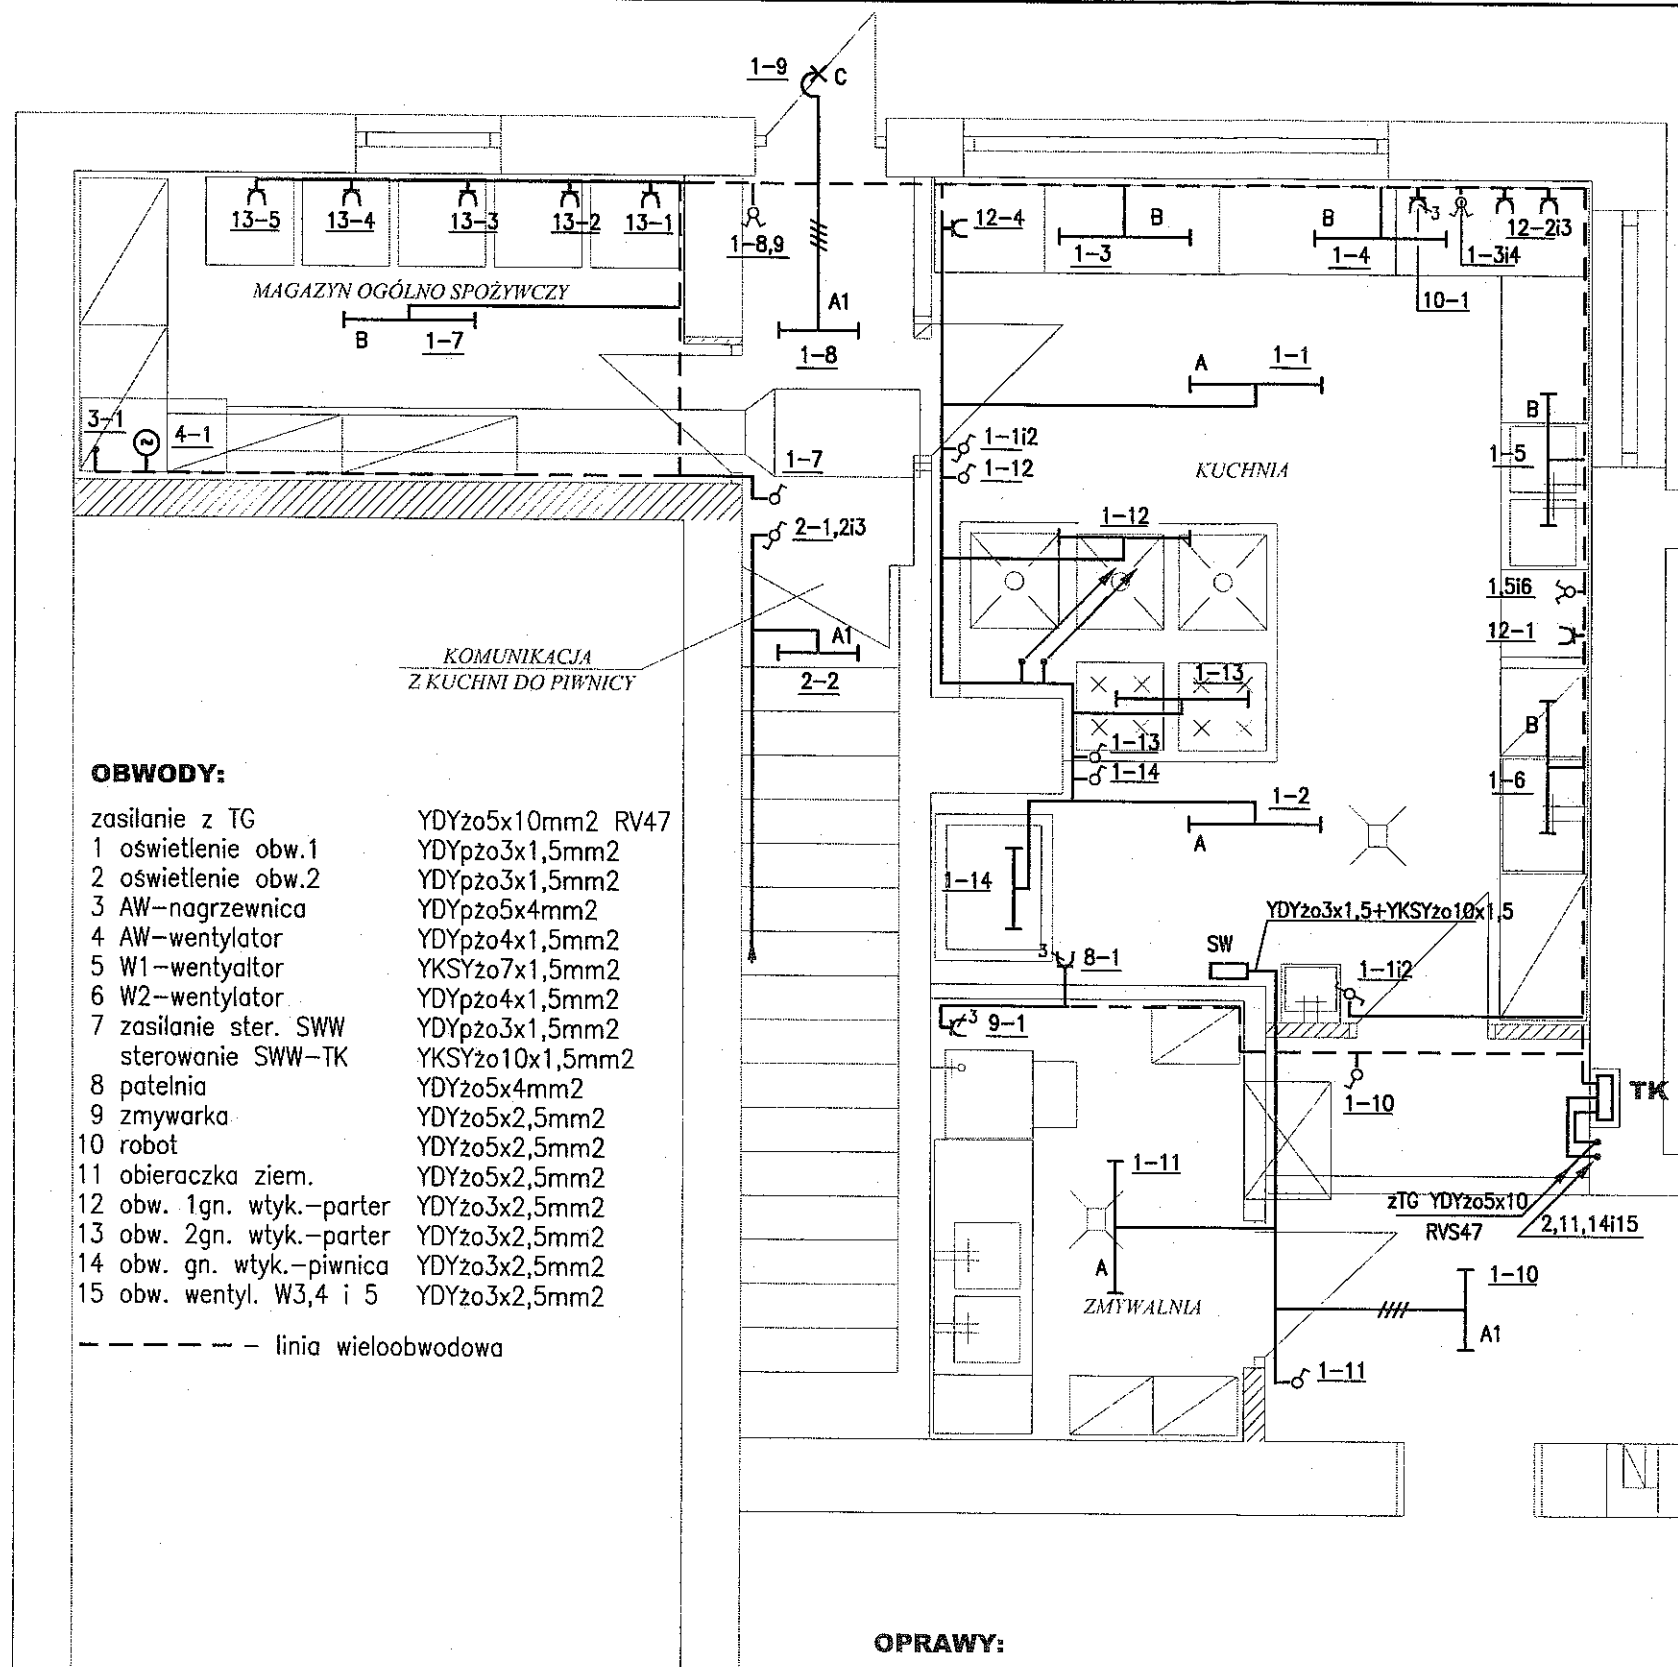 1-9
C
13-5
13-4
13-3
13-2
13-1
1-8,9
12-4
B
1-3
B
1-4
3
12-2i3
1-3i4
10-1
MAGAZYN OGÓLNO SPOŻYWCZY
B
1-7
A1
1-8
A
1-1
3-1
4-1
1-7
1-1i2
1-12
KUCHNIA
B
1-5
2-1,2i3
1-12
1,5i6
12-1
KOMUNIKACJA
Z KUCHNI DO PIWNICY
A1
2-2
1-13
1-13
1-14
B
1-6
1-2
A
1-14
YDYżo3x1,5+YKSYżo10x1,5
SW
3
8-1
1-1i2
3
9-1
1-10
TK
1-11
zTG YDYżo5x10
RVS47
2,11,14i15
A
ZMYWALNIA
1-10
A1
1-11
OBWODY:
zasilanie z TG YDYżo5x10mm2 RV47
1 oświetlenie obw.1 YDYpżo3x1,5mm2
2 oświetlenie obw.2 YDYpżo3x1,5mm2
3 AW-nagrzewnica YDYpżo5x4mm2
4 AW-wentylator YDYpżo4x1,5mm2
5 W1-wentyaltor YKSYżo7x1,5mm2
6 W2-wentylator YDYpżo4x1,5mm2
7 zasilanie ster. SWW YDYpżo3x1,5mm2
sterowanie SWW-TK YKSYżo10x1,5mm2
8 patelnia YDYżo5x4mm2
9 zmywarka YDYżo5x2,5mm2
10 robot YDYżo5x2,5mm2
11 obieraczka ziem. YDYżo5x2,5mm2
12 obw. 1gn. wtyk.-parter YDYżo3x2,5mm2
13 obw. 2gn. wtyk.-parter YDYżo3x2,5mm2
14 obw. gn. wtyk.-piwnica YDYżo3x2,5mm2
15 obw. wentyl. W3,4 i 5 YDYżo3x2,5mm2
- linia wieloobwodowa
OPRAWY: